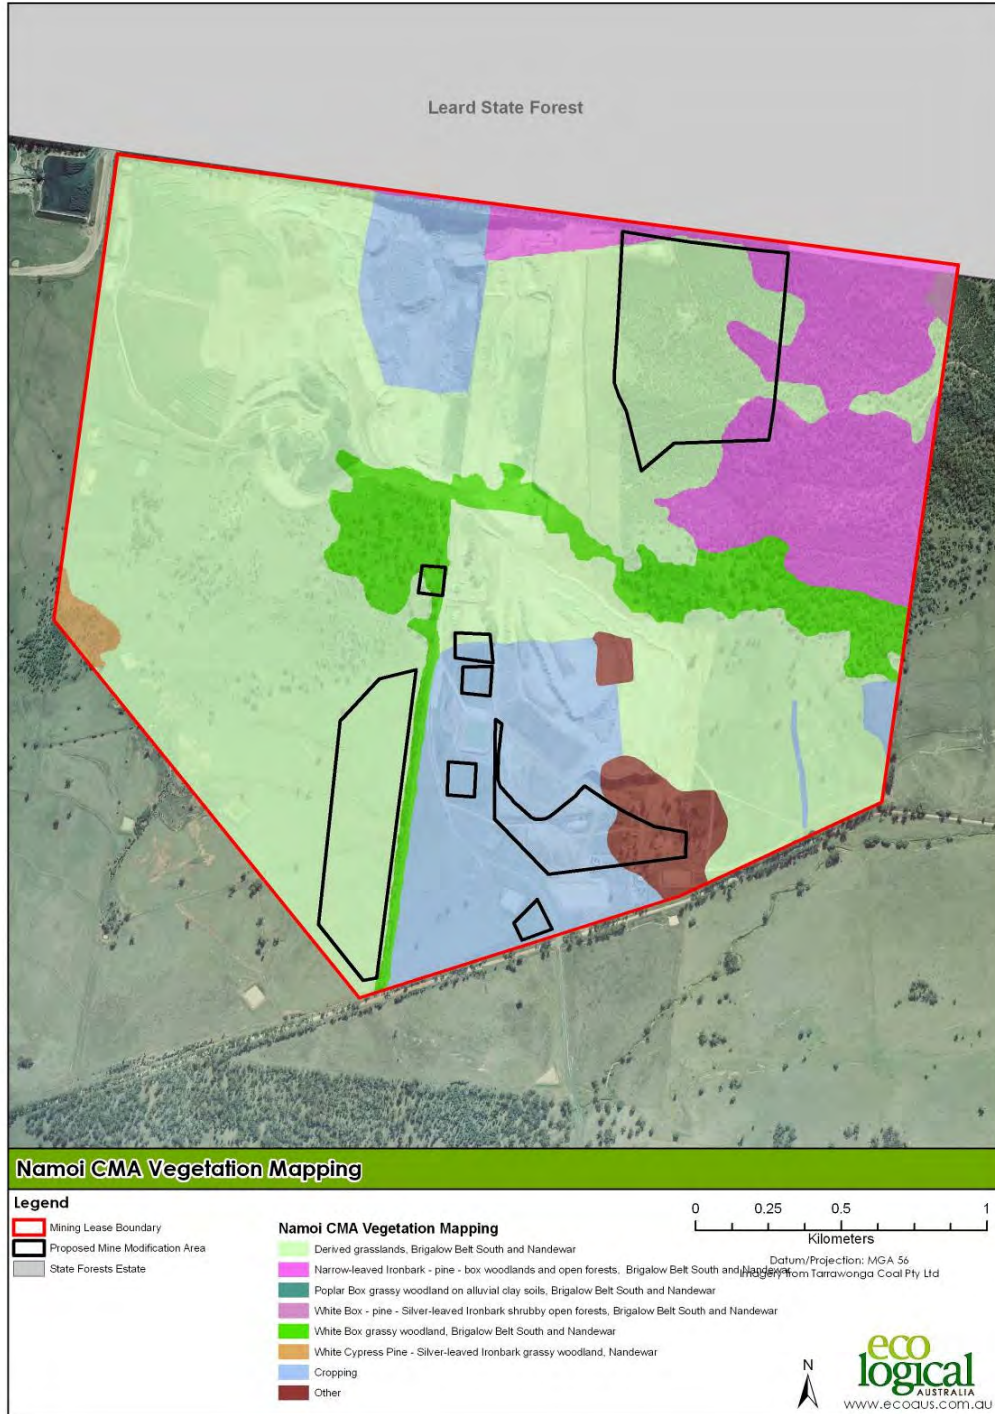 Leard State Forest
Namoi CMA Vegetation Mapping
Legend
Mining Lease Boundary
Proposed Mine Modification Area
State Forests Estate
Namoi CMA Vegetation Mapping
Derived grasslands, Brigalow Belt South and Nandewar
Narrow-leaved Ironbark - pine - box woodlands and open forests, Brigalow Belt South and Nandewar
Poplar Box grassy woodland on alluvial clay soils, Brigalow Belt South and Nandewar
White Box - pine - Silver-leaved Ironbark shrubby open forests, Brigalow Belt South and Nandewar
White Box grassy woodland, Brigalow Belt South and Nandewar
White Cypress Pine - Silver-leaved Ironbark grassy woodland, Nandewar
Cropping
Other
0 0.25 0.5 1
Kilometers
Datum/Projection: MGA 56
Imagery from Tarrawonga Coal Pty Ltd
N
eco
logical
AUSTRALIA
www.ecoaus.com.au